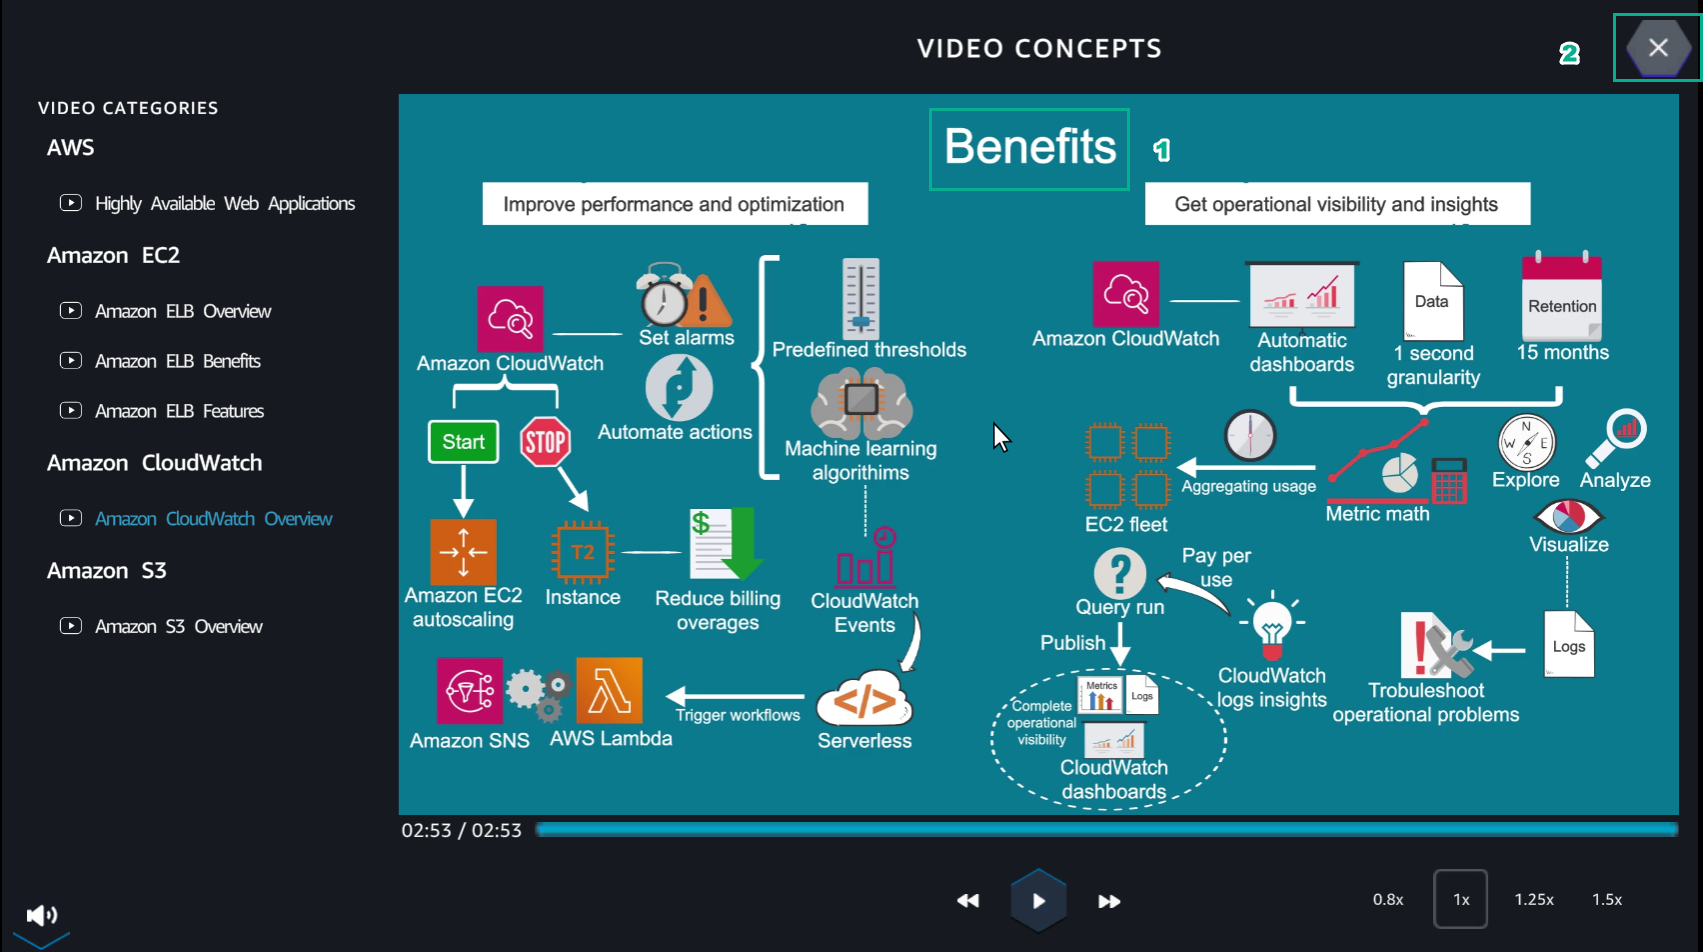 VIDEO CONCEPTS
2
VIDEO CATEGORIES
AWS
Highly Available Web Applications
Amazon EC2
Amazon ELB Overview
Amazon ELB Benefits
Amazon ELB Features
Amazon CloudWatch
Amazon CloudWatch Overview
Amazon S3
Amazon S3 Overview
Benefits
1
Improve performance and optimization
Amazon CloudWatch
Set alarms
Automate actions
Predefined thresholds
Machine learning
algorithims
Start
STOP
Amazon EC2
autoscaling
T2
Instance
$
Reduce billing
overages
CloudWatch
Events
Amazon SNS
AWS Lambda
Trigger workflows
</>
Serverless
Get operational visibility and insights
Amazon CloudWatch
Automatic
dashboards
Data
1 second
granularity
Retention
15 months
EC2 fleet
Aggregating usage
Metric math
N
W E
S
Explore
Analyze
Visualize
?
Query run
Pay per
use
Publish
CloudWatch
logs insights
Complete
operational
visibility
Metrics
Logs
CloudWatch
dashboards
!
Trobuleshoot
operational problems
Logs
02:53 / 02:53
0.8x
1x
1.25x
1.5x